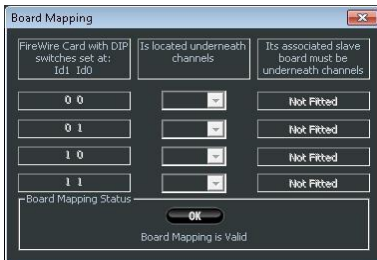 Board Mapping
FireWire Card with DIP
switches set at:
Id1 Id0
Is located underneath
channels
Its associated slave
board must be
underneath channels
0 0
Not Fitted
0 1
Not Fitted
1 0
Not Fitted
1 1
Not Fitted
Board Mapping Status
OK
Board Mapping is Valid